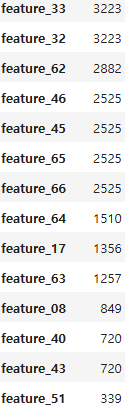 feature_33 3223
feature_32 3223
feature_62 2882
feature_46 2525
feature_45 2525
feature_65 2525
feature_66 2525
feature_64 1510
feature_17 1356
feature_63 1257
feature_08 849
feature_40 720
feature_43 720
feature_51 339